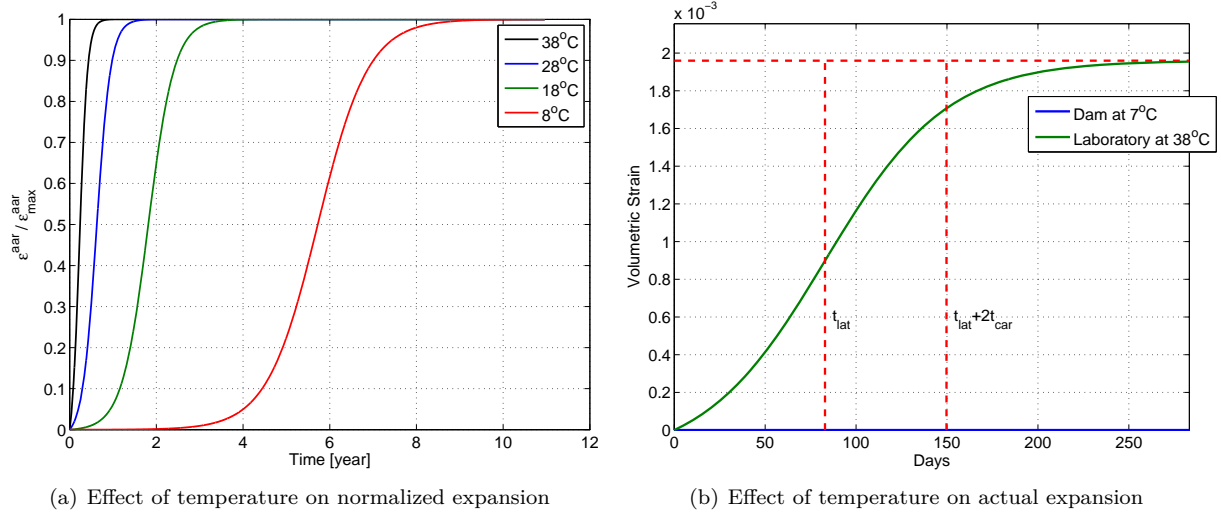 1
0.9
0.8
0.7
0.6
0.5
0.4
0.3
0.2
0.1
0
ε^aar / ε_max^aar
38°C
28°C
18°C
8°C
0 2 4 6 8 10 12
Time [year]
(a) Effect of temperature on normalized expansion
x 10^-3
2
1.8
1.6
1.4
1.2
1
0.8
0.6
0.4
0.2
0
Volumetric Strain
Dam at 7°C
Laboratory at 38°C
t_lat
t_lat+2t_car
0 50 100 150 200 250
Days
(b) Effect of temperature on actual expansion